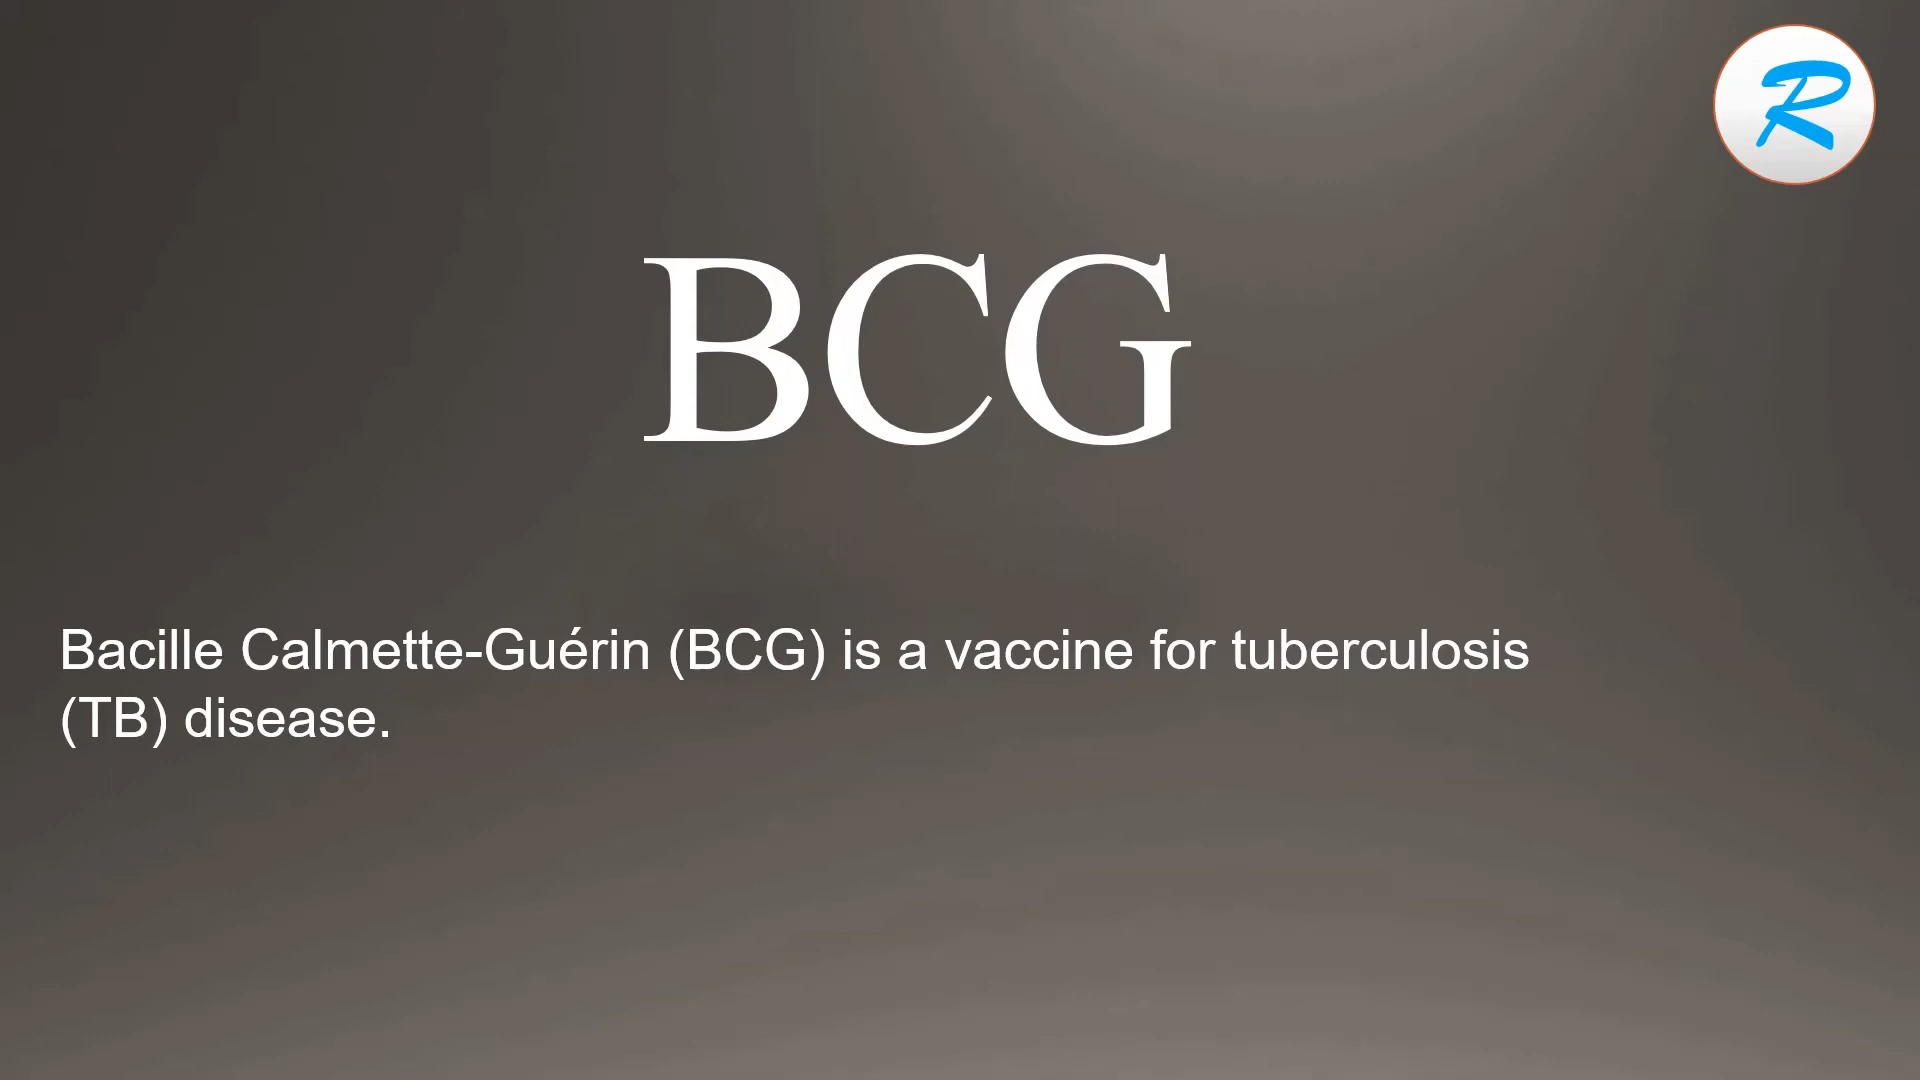 R
BCG
Bacille Calmette-Guérin (BCG) is a vaccine for tuberculosis
(TB) disease.